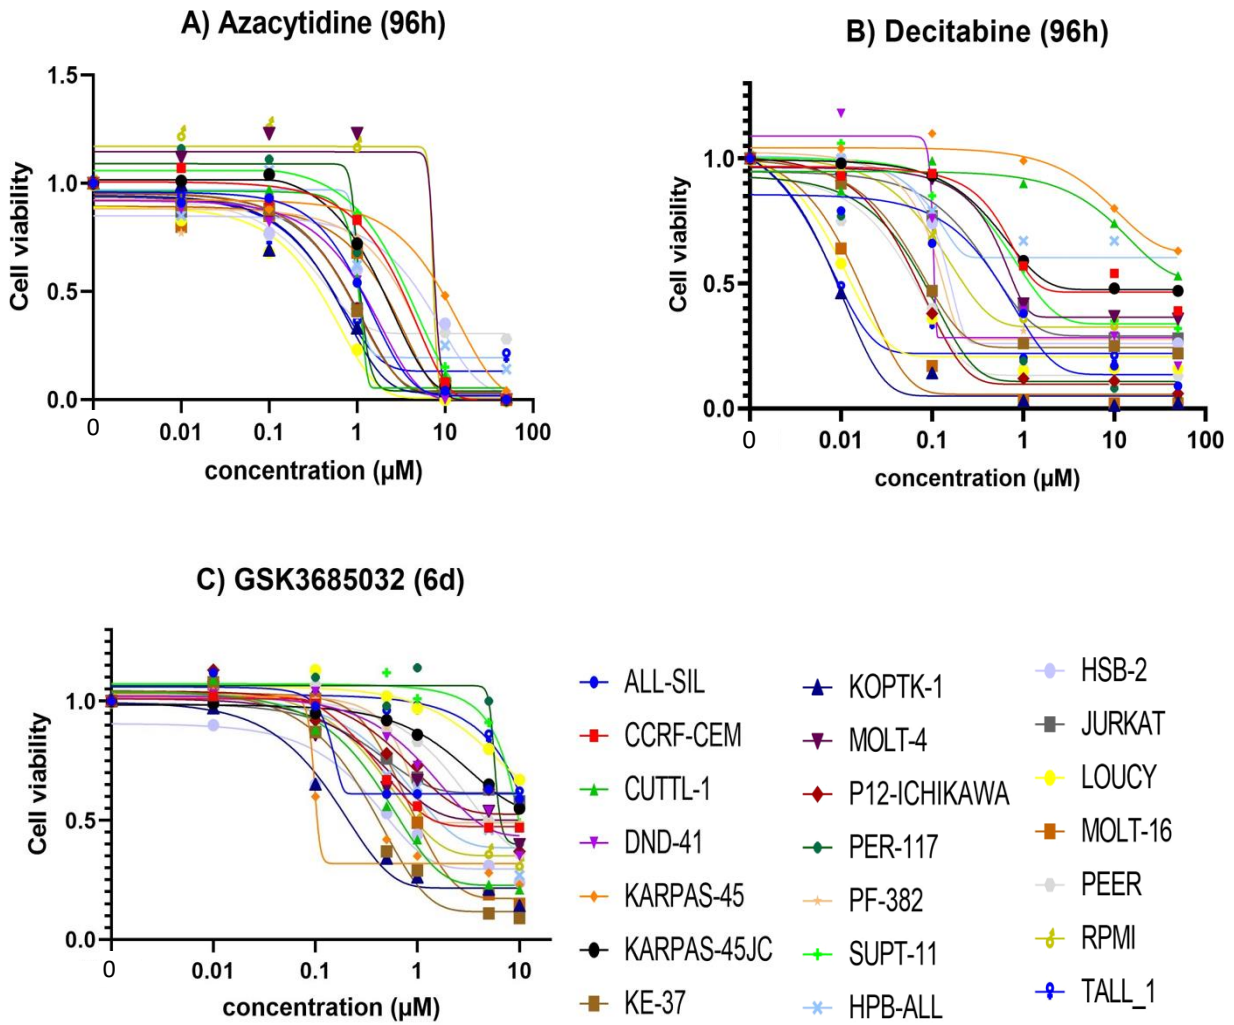 A) Azacytidine (96h)
1.5
1.0
0.5
0.0
Cell viability
0
0.01
0.1
1
10
100
concentration (µM)
B) Decitabine (96h)
1.0
0.5
0.0
Cell viability
0
0.01
0.1
1
10
100
concentration (µM)
C) GSK3685032 (6d)
1.0
0.5
0.0
Cell viability
0
0.01
0.1
1
10
concentration (µM)
ALL-SIL
CCRF-CEM
CUTTL-1
DND-41
KARPAS-45
KARPAS-45JC
KE-37
KOPTK-1
MOLT-4
P12-ICHIKAWA
PER-117
PF-382
SUPT-11
HPB-ALL
HSB-2
JURKAT
LOUCY
MOLT-16
PEER
RPMI
TALL_1